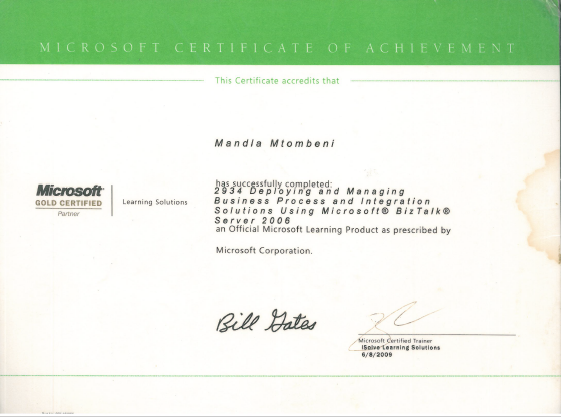 MICROSOFT CERTIFICATE OF ACHIEVEMENT
This Certificate accredits that
Mandla Mtombeni
has successfully completed:
2934 Deploying and Managing
Business Process and Integration
Solutions Using Microsoft® BizTalk®
Server 2006
an Official Microsoft Learning Product as prescribed by
Microsoft Corporation.
Microsoft
GOLD CERTIFIED
Partner
Learning Solutions
Bill Gates
Microsoft Certified Trainer
iSolve Learning Solutions
6/8/2009